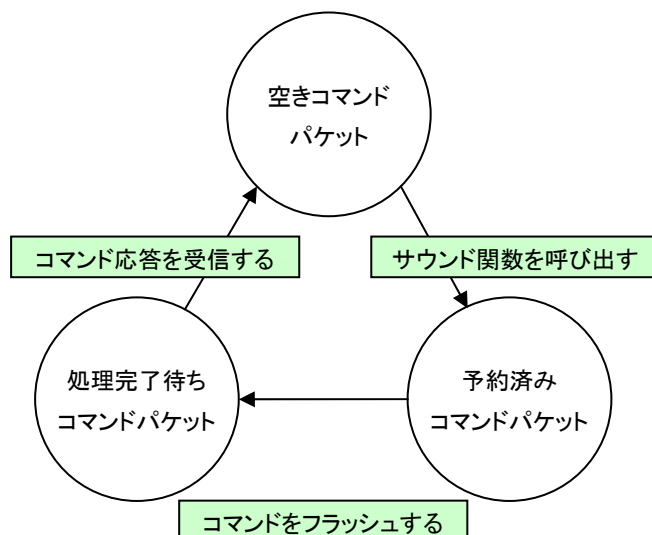 空きコマンド
パケット
コマンド応答を受信する
サウンド関数を呼び出す
処理完了待ち
コマンドパケット
予約済み
コマンドパケット
コマンドをフラッシュする